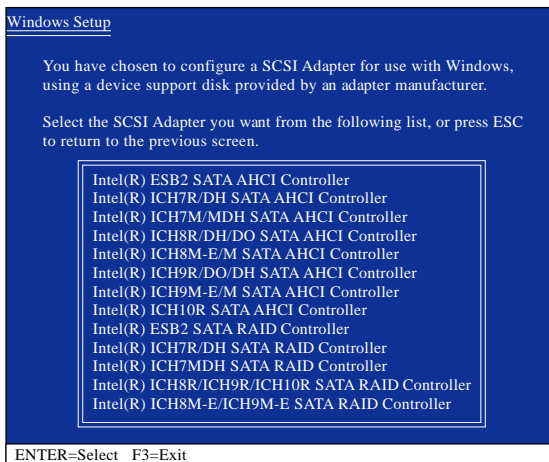 Windows Setup
You have chosen to configure a SCSI Adapter for use with Windows,
using a device support disk provided by an adapter manufacturer.
Select the SCSI Adapter you want from the following list, or press ESC
to return to the previous screen.
Intel(R) ESB2 SATA AHCI Controller
Intel(R) ICH7R/DH SATA AHCI Controller
Intel(R) ICH7M/MDH SATA AHCI Controller
Intel(R) ICH8R/DH/DO SATA AHCI Controller
Intel(R) ICH8M-E/M SATA AHCI Controller
Intel(R) ICH9R/DO/DH SATA AHCI Controller
Intel(R) ICH9M-E/M SATA AHCI Controller
Intel(R) ICH10R SATA AHCI Controller
Intel(R) ESB2 SATA RAID Controller
Intel(R) ICH7R/DH SATA RAID Controller
Intel(R) ICH7MDH SATA RAID Controller
Intel(R) ICH8R/ICH9R/ICH10R SATA RAID Controller
Intel(R) ICH8M-E/ICH9M-E SATA RAID Controller
ENTER=Select F3=Exit